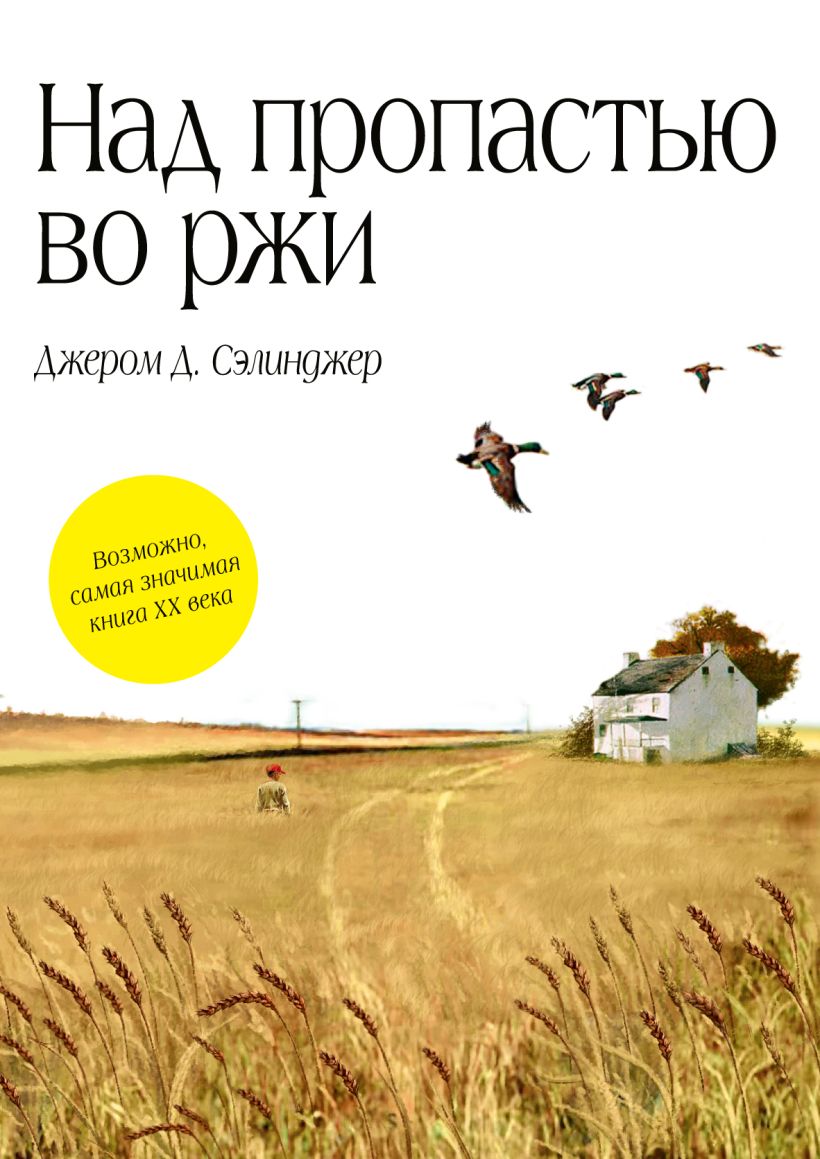 Над пропастью
во ржи
Джером Д. Сэлинджер
Возможно,
самая значимая
книга XX века